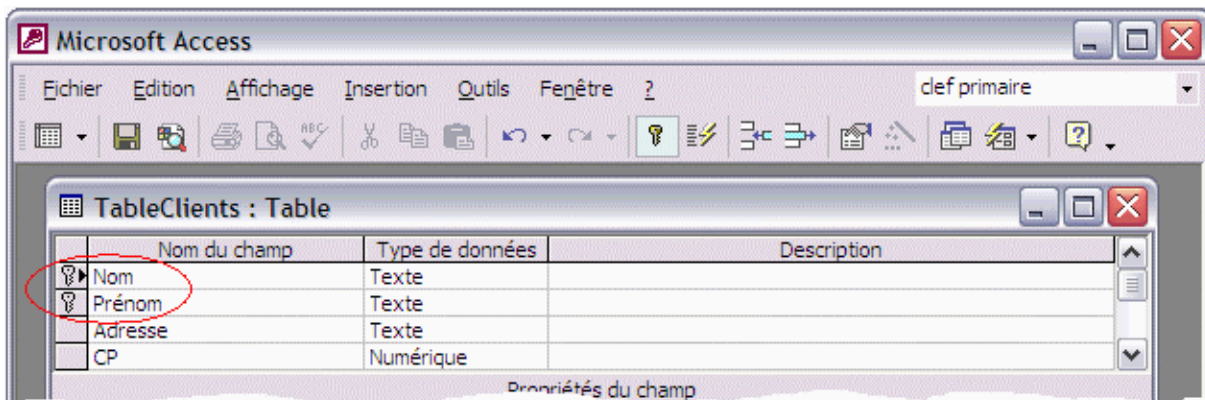 Microsoft Access
Fichier Edition Affichage Insertion Outils Fenêtre ? clef primaire
ABC
TableClients : Table
Nom du champ Type de données Description
Nom Texte
Prénom Texte
Adresse Texte
CP Numérique
Propriétés du champ